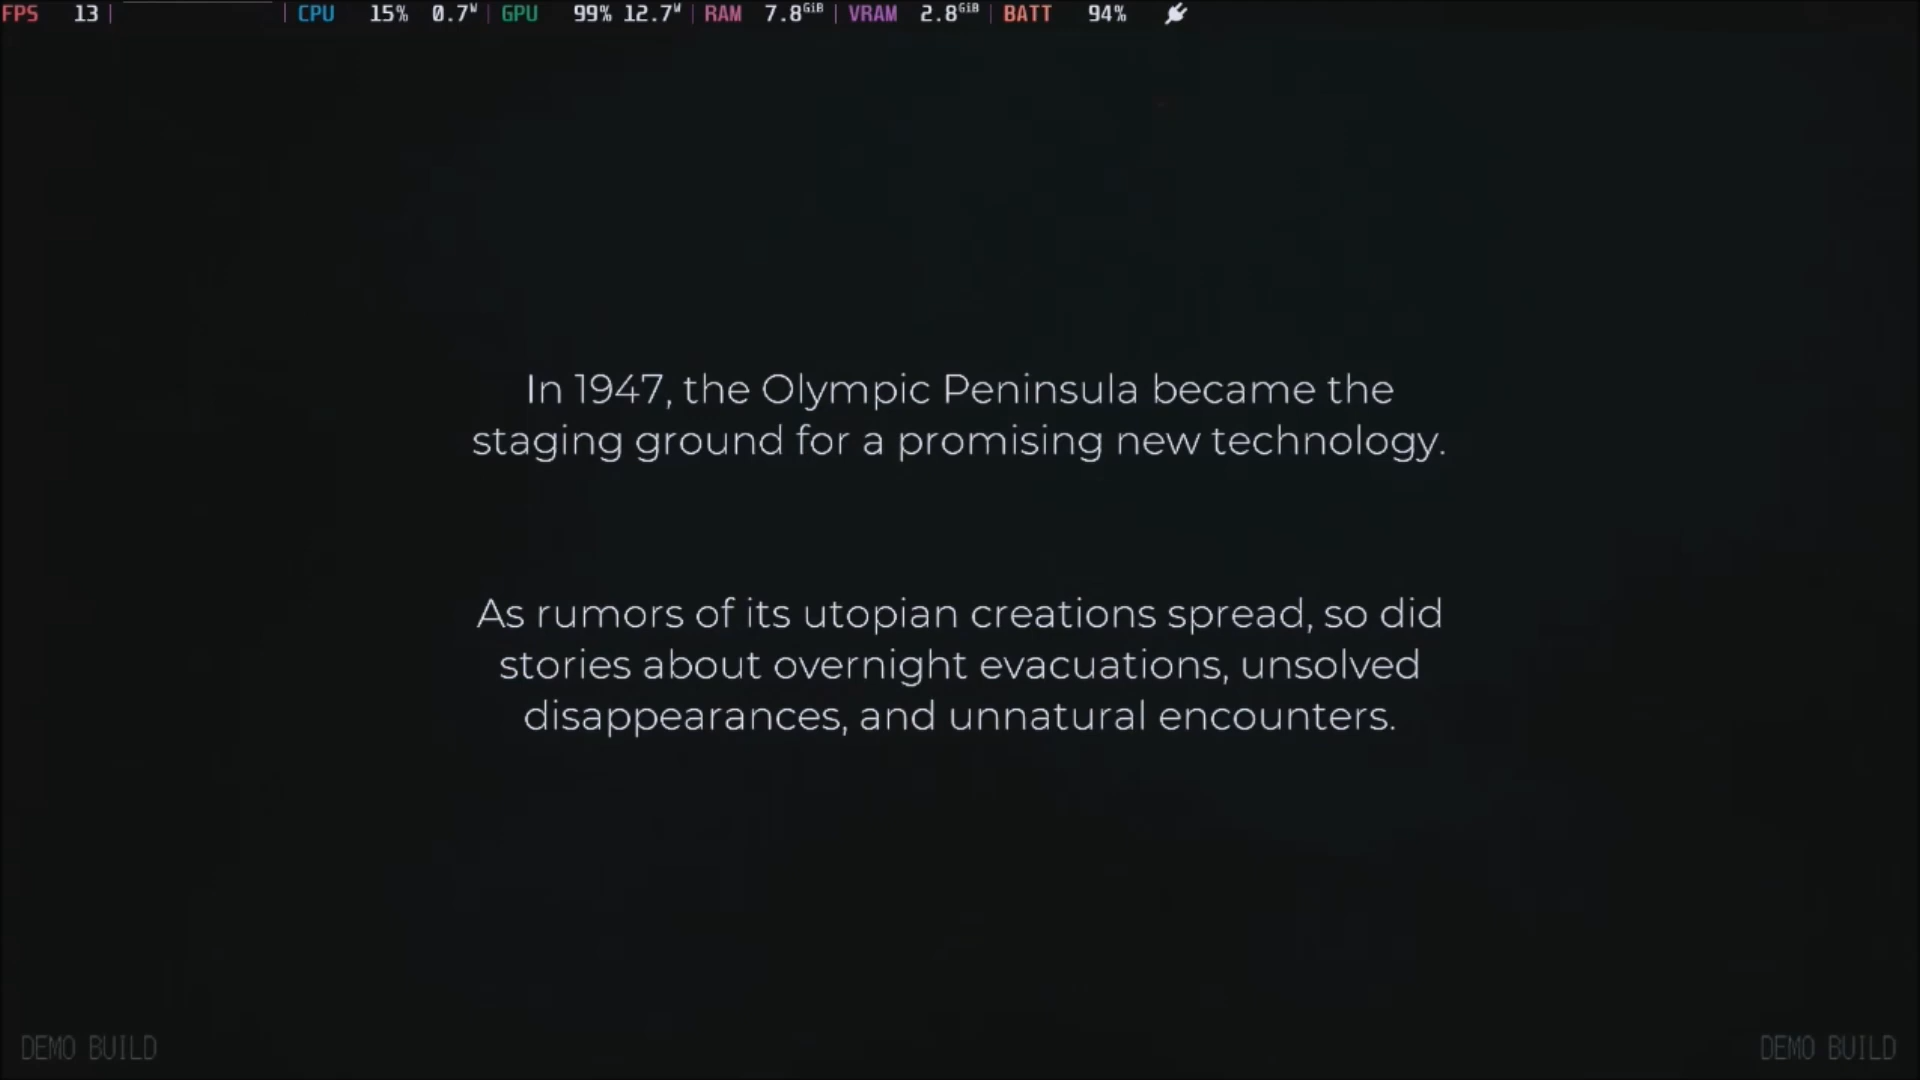 FPS 13 | CPU 15% 0.7W | GPU 99% 12.7W | RAM 7.8GiB | VRAM 2.8GiB | BATT 94%
In 1947, the Olympic Peninsula became the
staging ground for a promising new technology.
As rumors of its utopian creations spread, so did
stories about overnight evacuations, unsolved
disappearances, and unnatural encounters.
DEMO BUILD DEMO BUILD